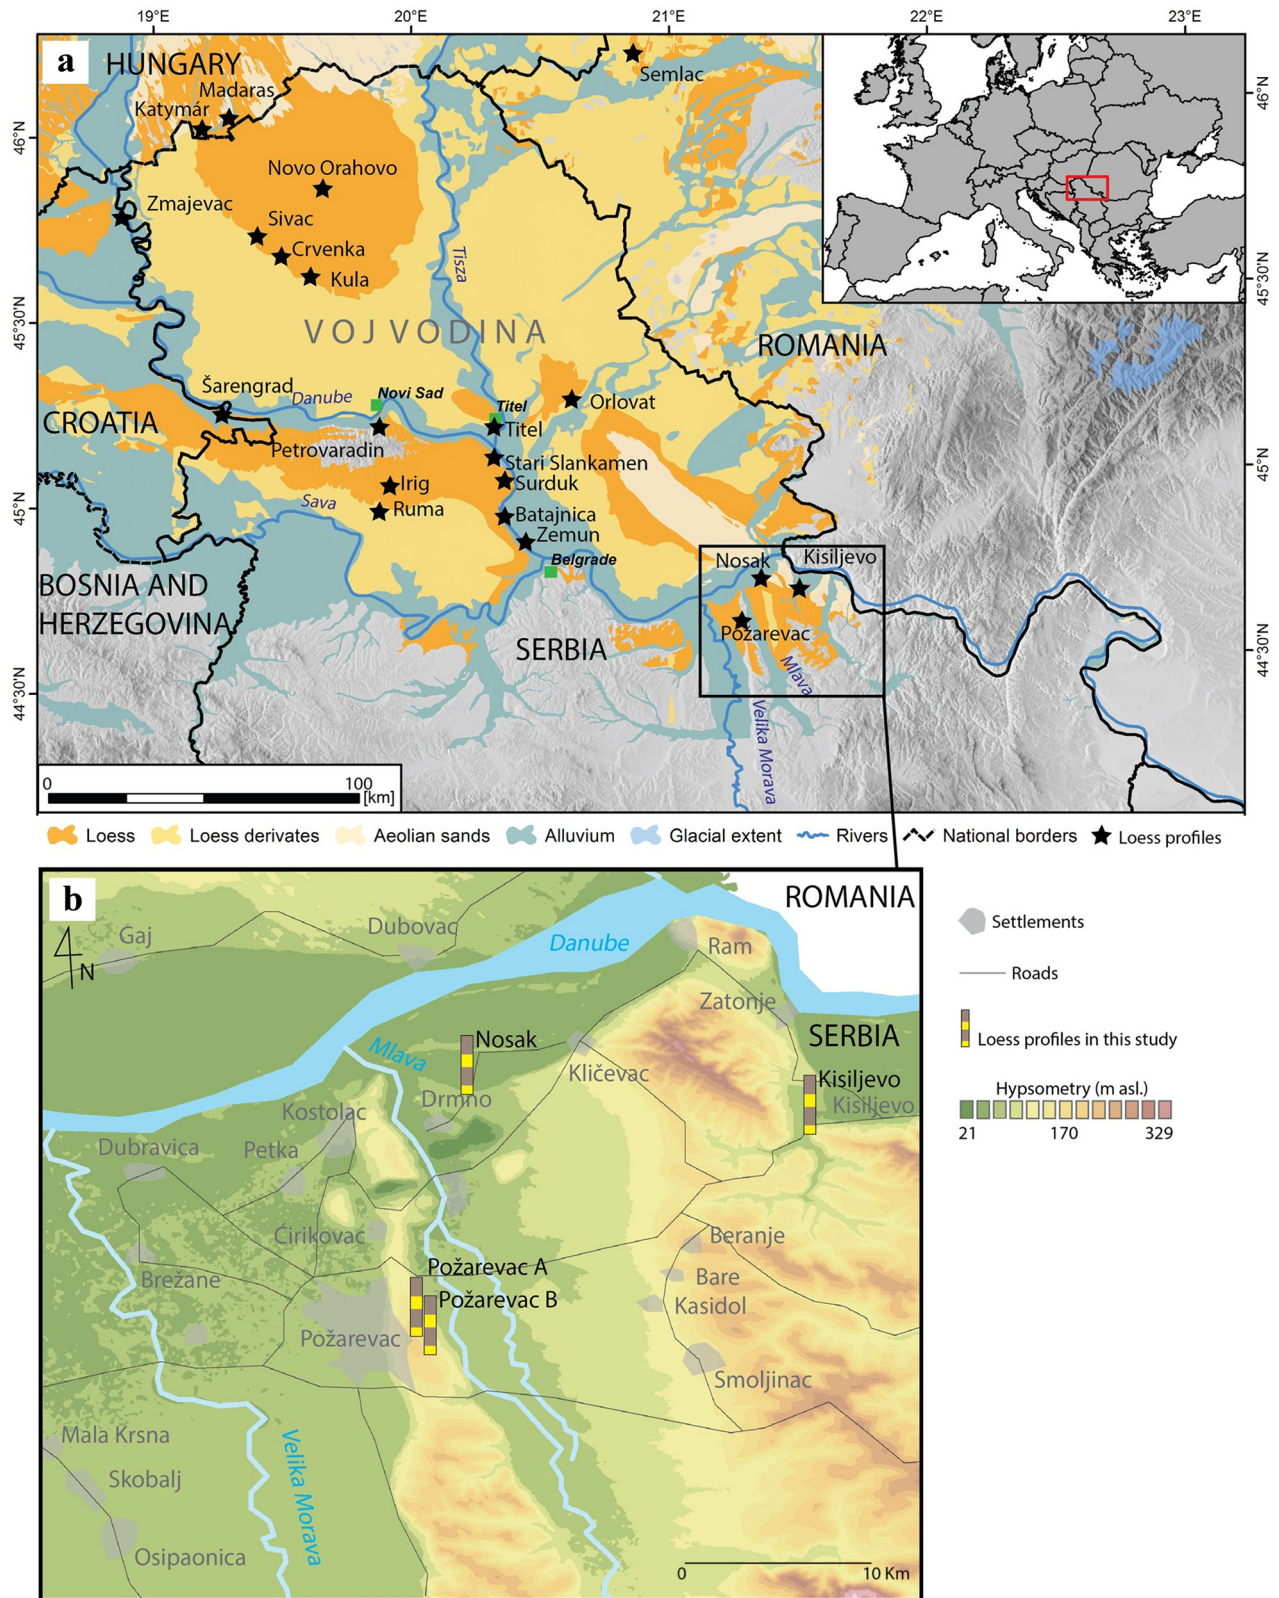 19°E
20°E
21°E
22°E
23°E
a
HUNGARY
Madaras
Katymár
Semlac
46°N
46°N
Novo Orahovo
Zmajevac
Sivac
Crvenka
Kula
Tisza
45°30'N
45°30'N
VOJVODINA
ROMANIA
Šarengrad
Danube
Novi Sad
Titel
Orlovat
CROATIA
Titel
Petrovaradin
Stari Slankamen
45°N
45°N
Irig
Surduk
Sava
Ruma
Batajnica
Zemun
Belgrade
Nosak
Kisiljevo
BOSNIA AND
HERZEGOVINA
SERBIA
Požarevac
44°30'N
44°30'N
Mlava
Velika Morava
0
100
[km]
Loess
Loess derivates
Aeolian sands
Alluvium
Glacial extent
Rivers
National borders
Loess profiles
b
ROMANIA
N
Gaj
Dubovac
Danube
Ram
Zatonje
SERBIA
Mlava
Nosak
Kličevac
Kisiljevo
Kisiljevo
Drmno
Kostolac
Dubravica
Petka
Ćirikovac
Beranje
Požarevac A
Bare
Brežane
Požarevac B
Kasidol
Požarevac
Smoljinac
Mala Krsna
Skobalj
Velika Morava
Osipaonica
0
10 Km
Settlements
Roads
Loess profiles in this study
Hypsometry (m asl.)
21
170
329